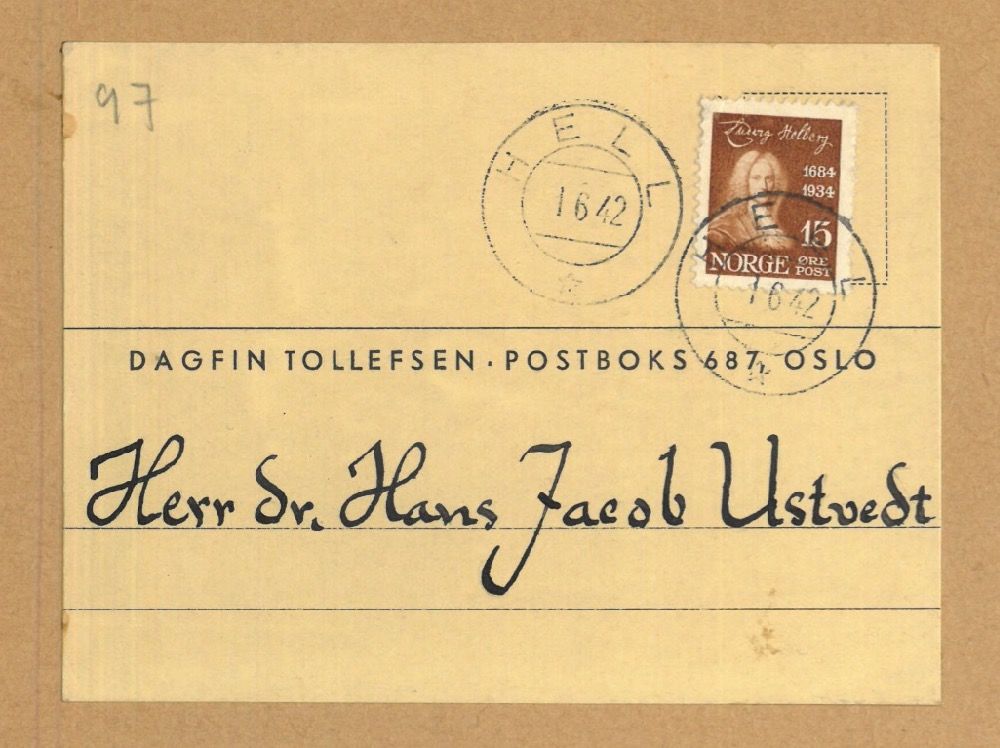 97
HELL
1 6 42
Ludvig Holberg
1684
1934
15
NORGE ØRE POST
HELL
1 6 42
DAGFIN TOLLEFSEN · POSTBOKS 687, OSLO
Herr dr. Hans Jacob Ustvedt